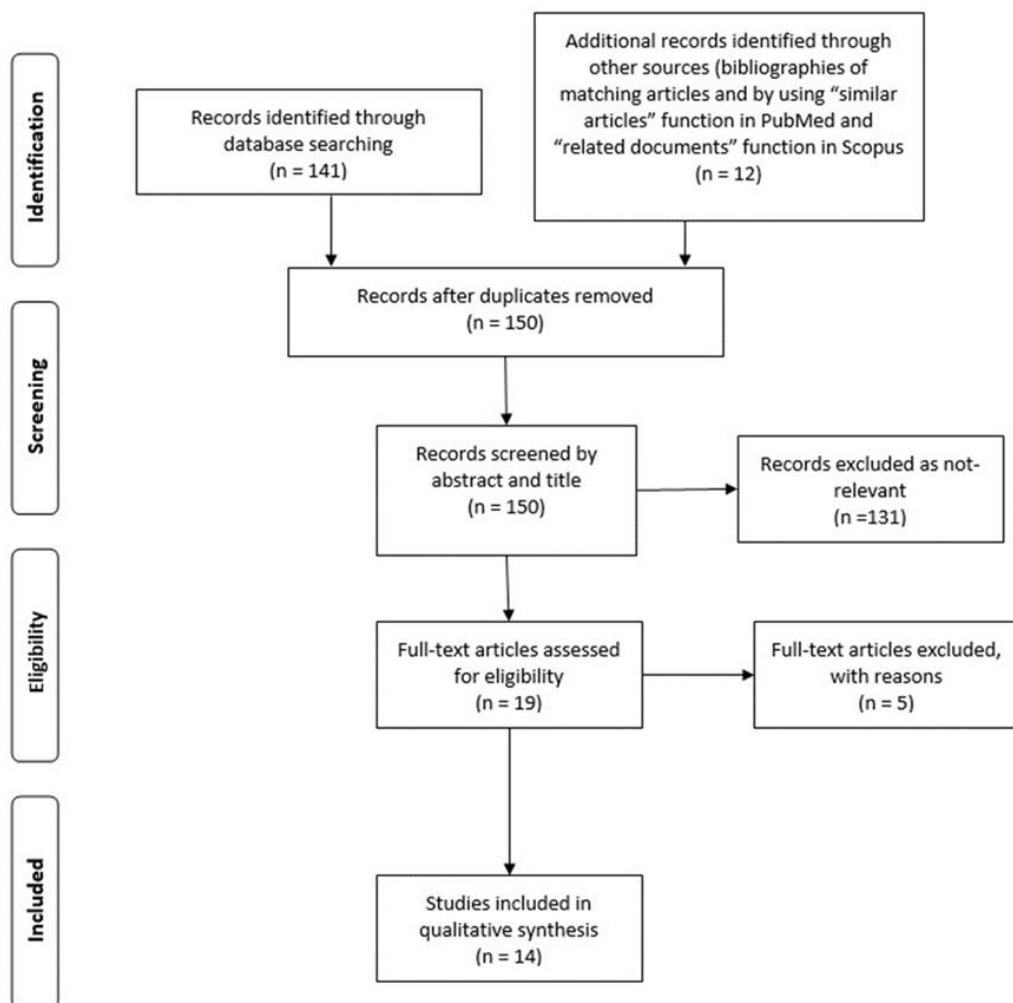 Identification
Records identified through
database searching
(n = 141)
Additional records identified through
other sources (bibliographies of
matching articles and by using “similar
articles” function in PubMed and
“related documents” function in Scopus
(n = 12)
Records after duplicates removed
(n = 150)
Screening
Records screened by
abstract and title
(n = 150)
Records excluded as not-
relevant
(n =131)
Eligibility
Full-text articles assessed
for eligibility
(n = 19)
Full-text articles excluded,
with reasons
(n = 5)
Included
Studies included in
qualitative synthesis
(n = 14)